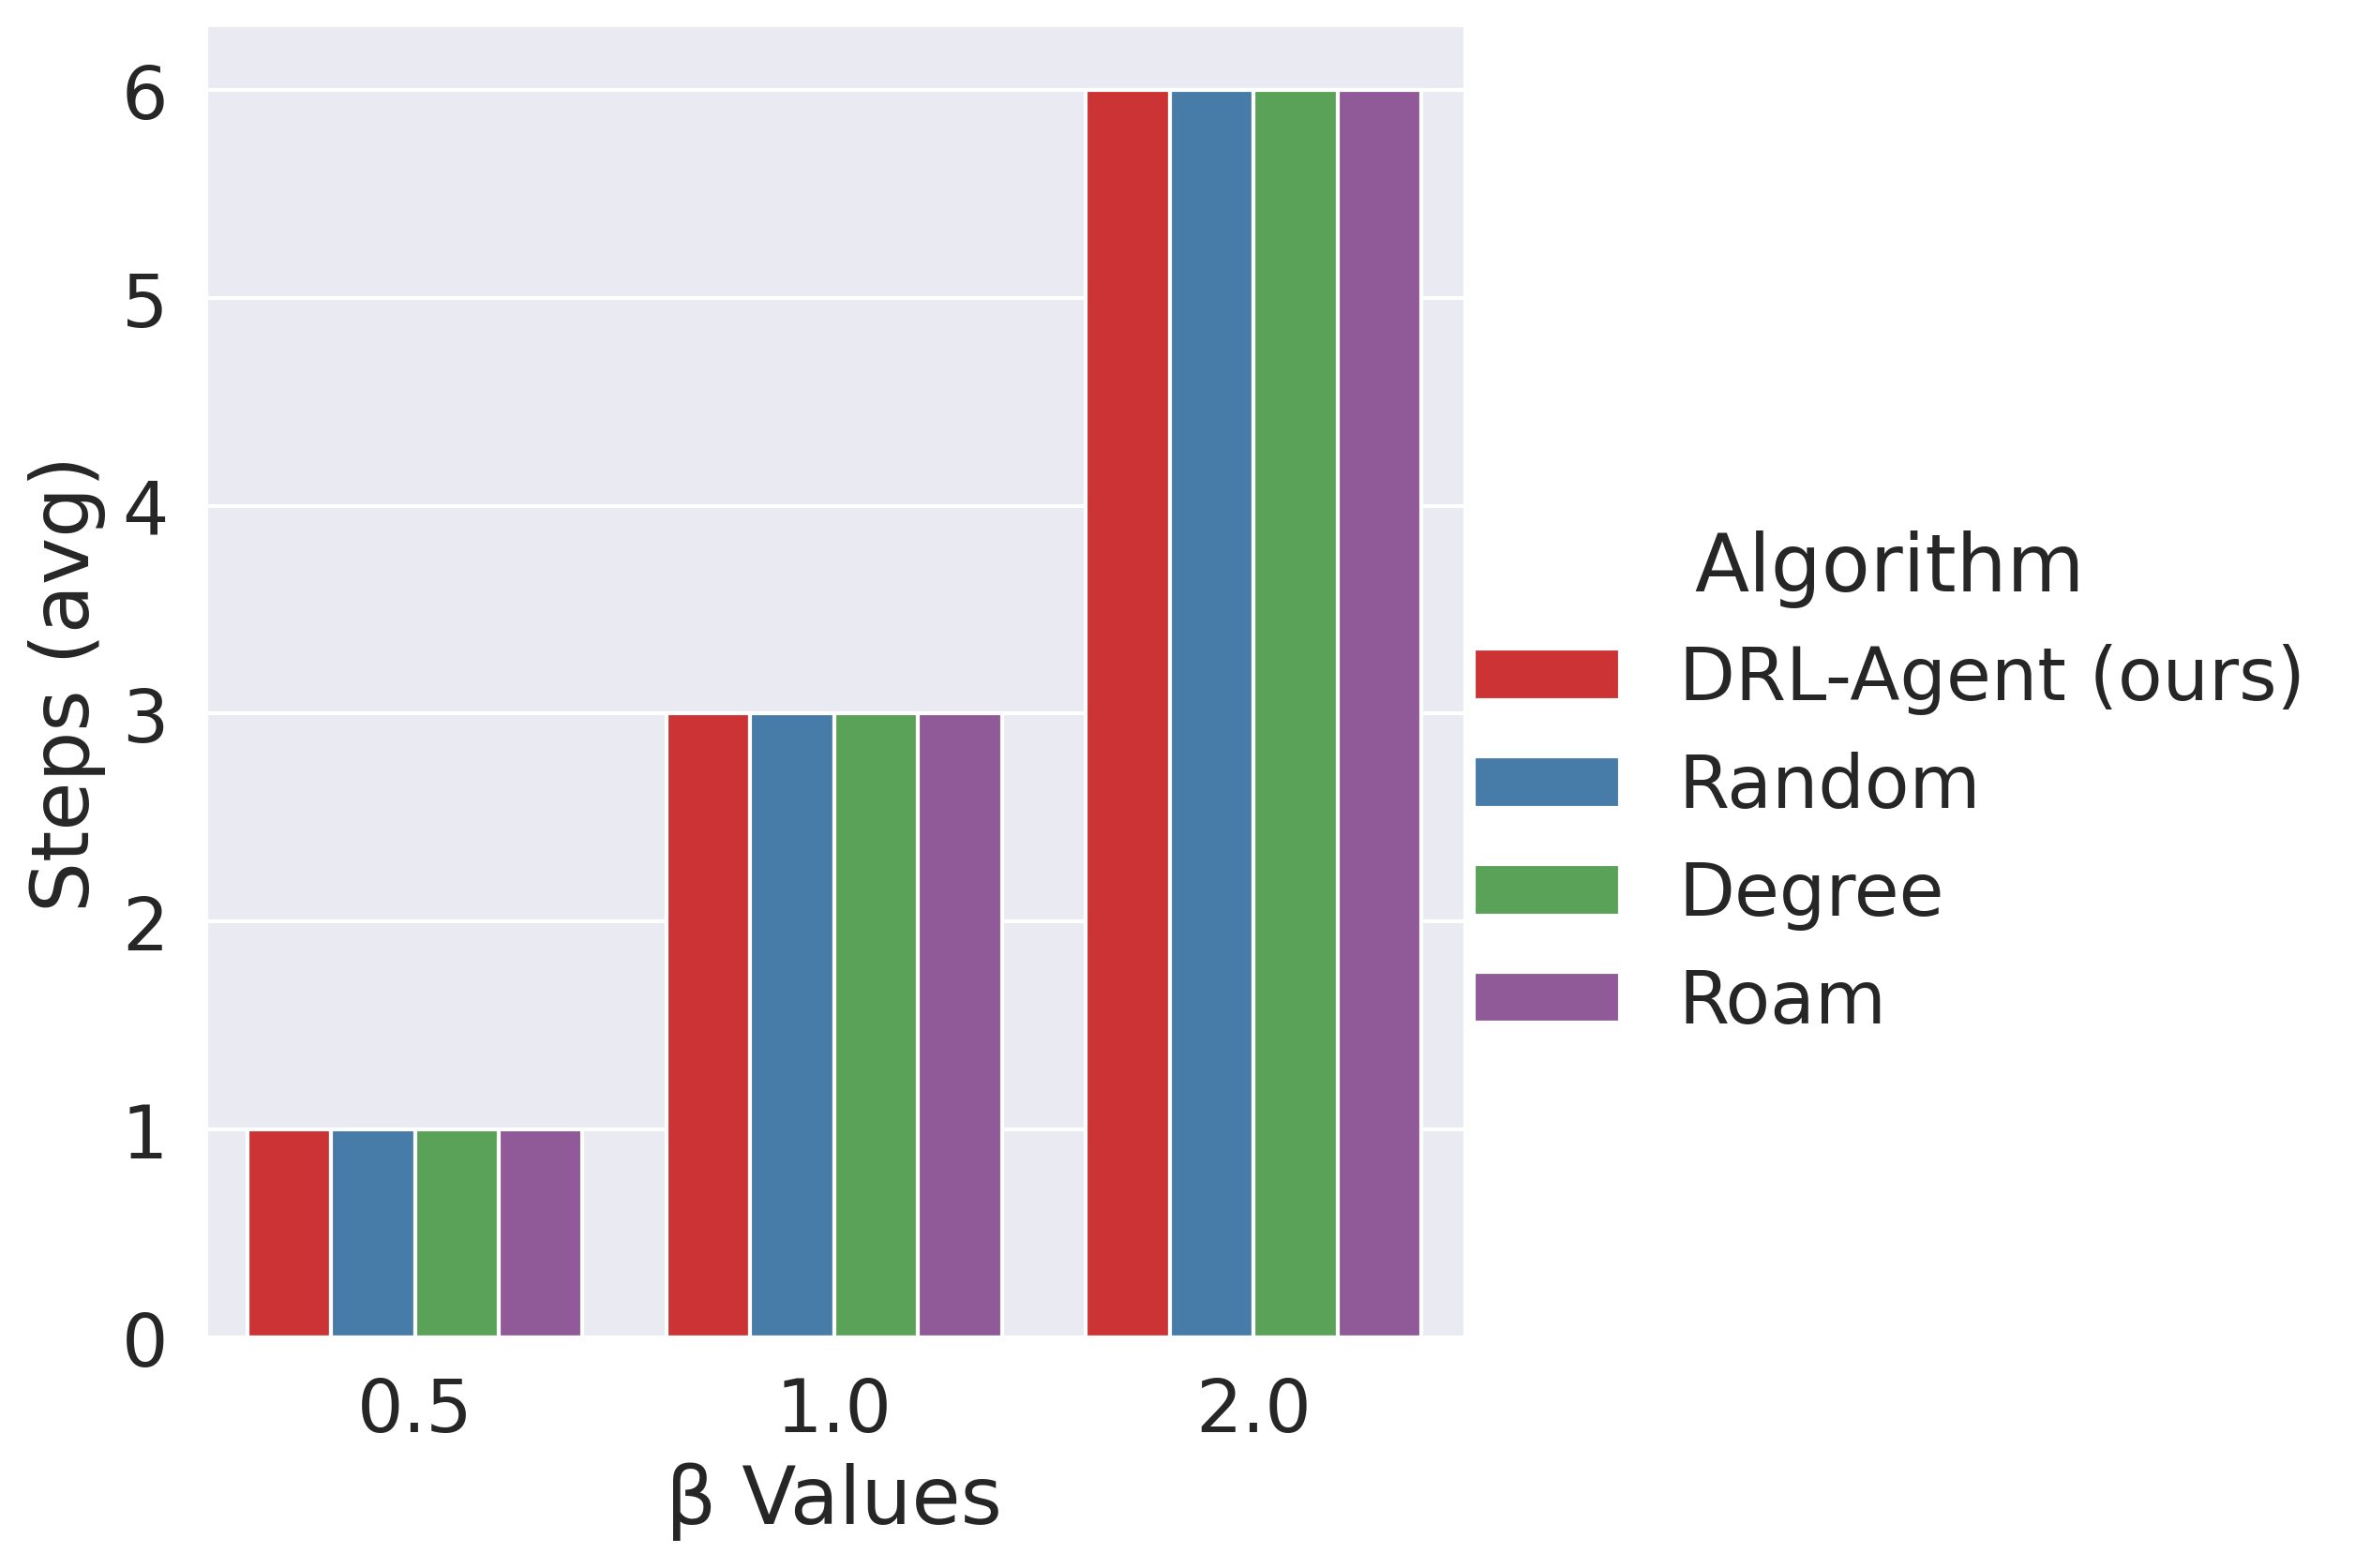 6
5
4
3
2
1
0
Steps (avg)
0.5 1.0 2.0
β Values
Algorithm
DRL-Agent (ours)
Random
Degree
Roam